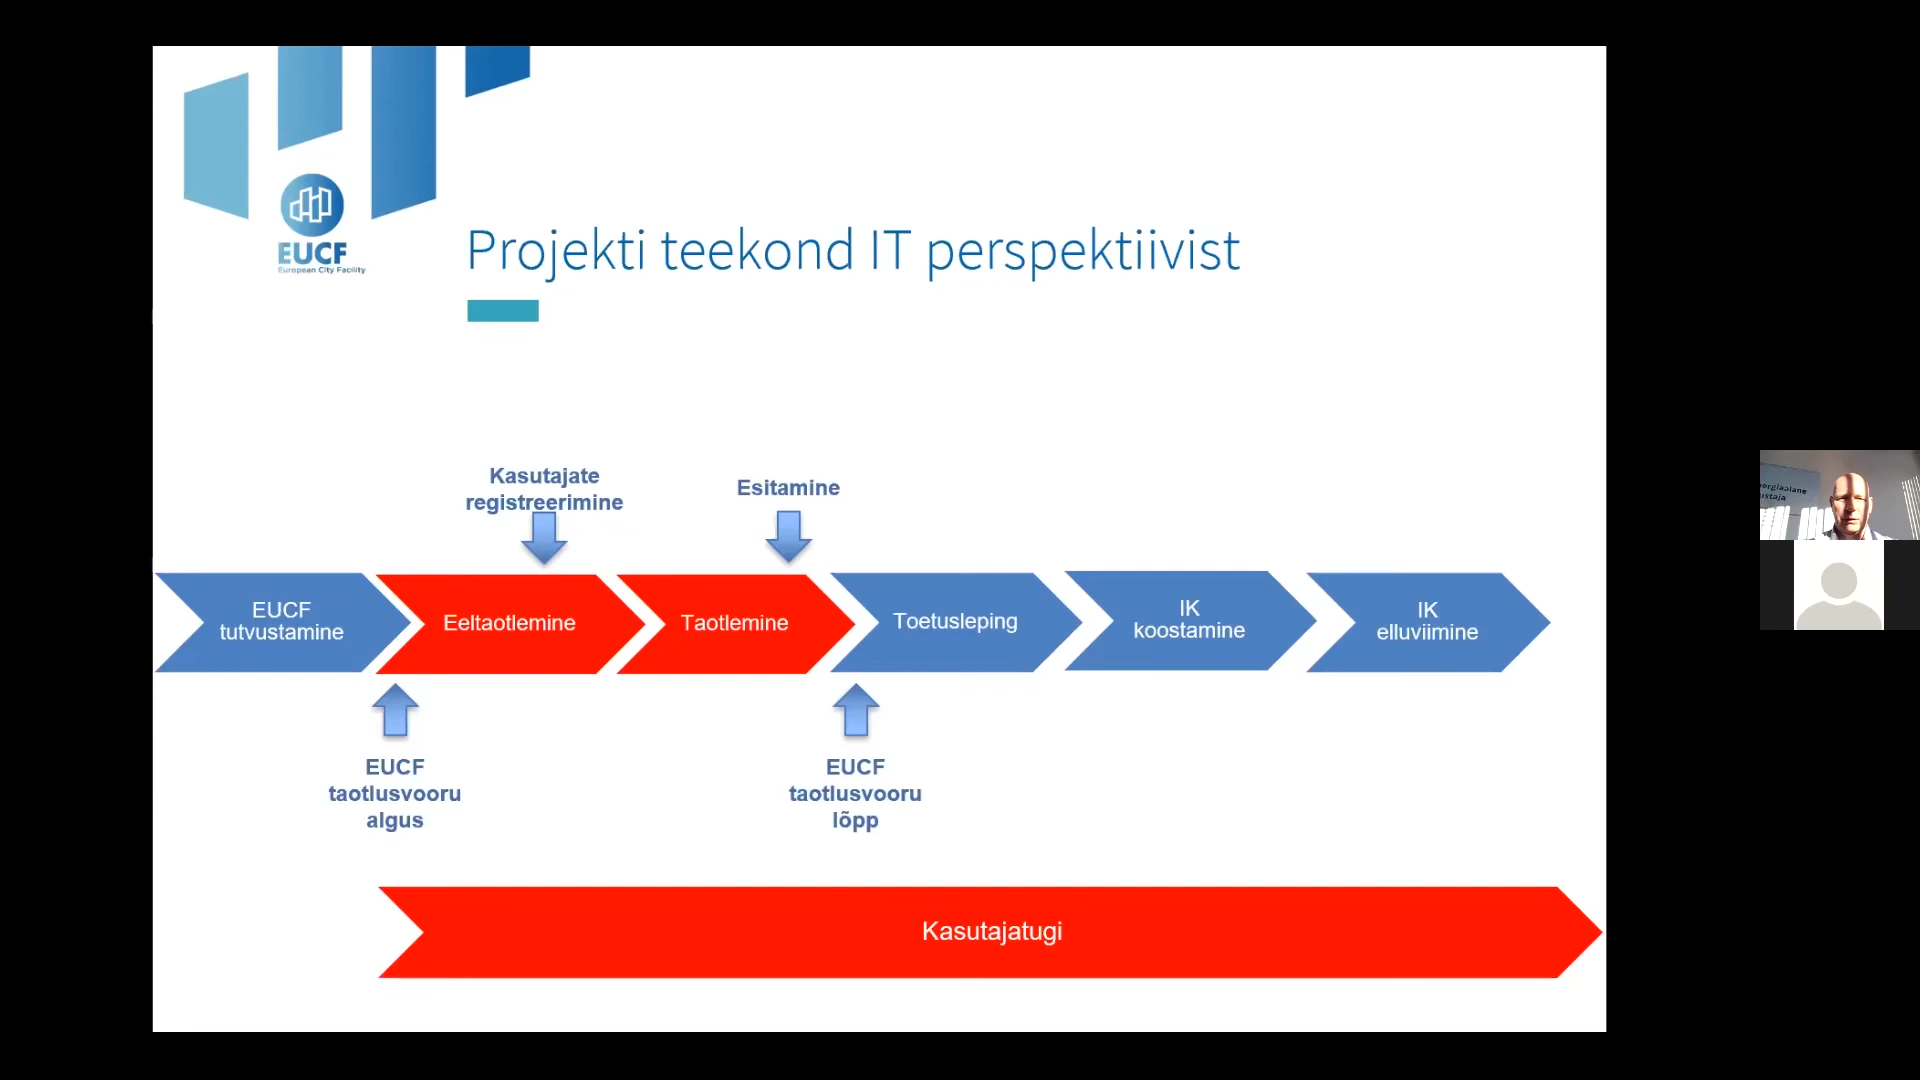 EUCF
European City Facility
Projekti teekond IT perspektiivist
Kasutajate
registreerimine
Esitamine
EUCF
tutvustamine
Eeltaotlemine
Taotlemine
Toetusleping
IK
koostamine
IK
elluviimine
EUCF
taotlusvooru
algus
EUCF
taotlusvooru
lõpp
Kasutajatugi